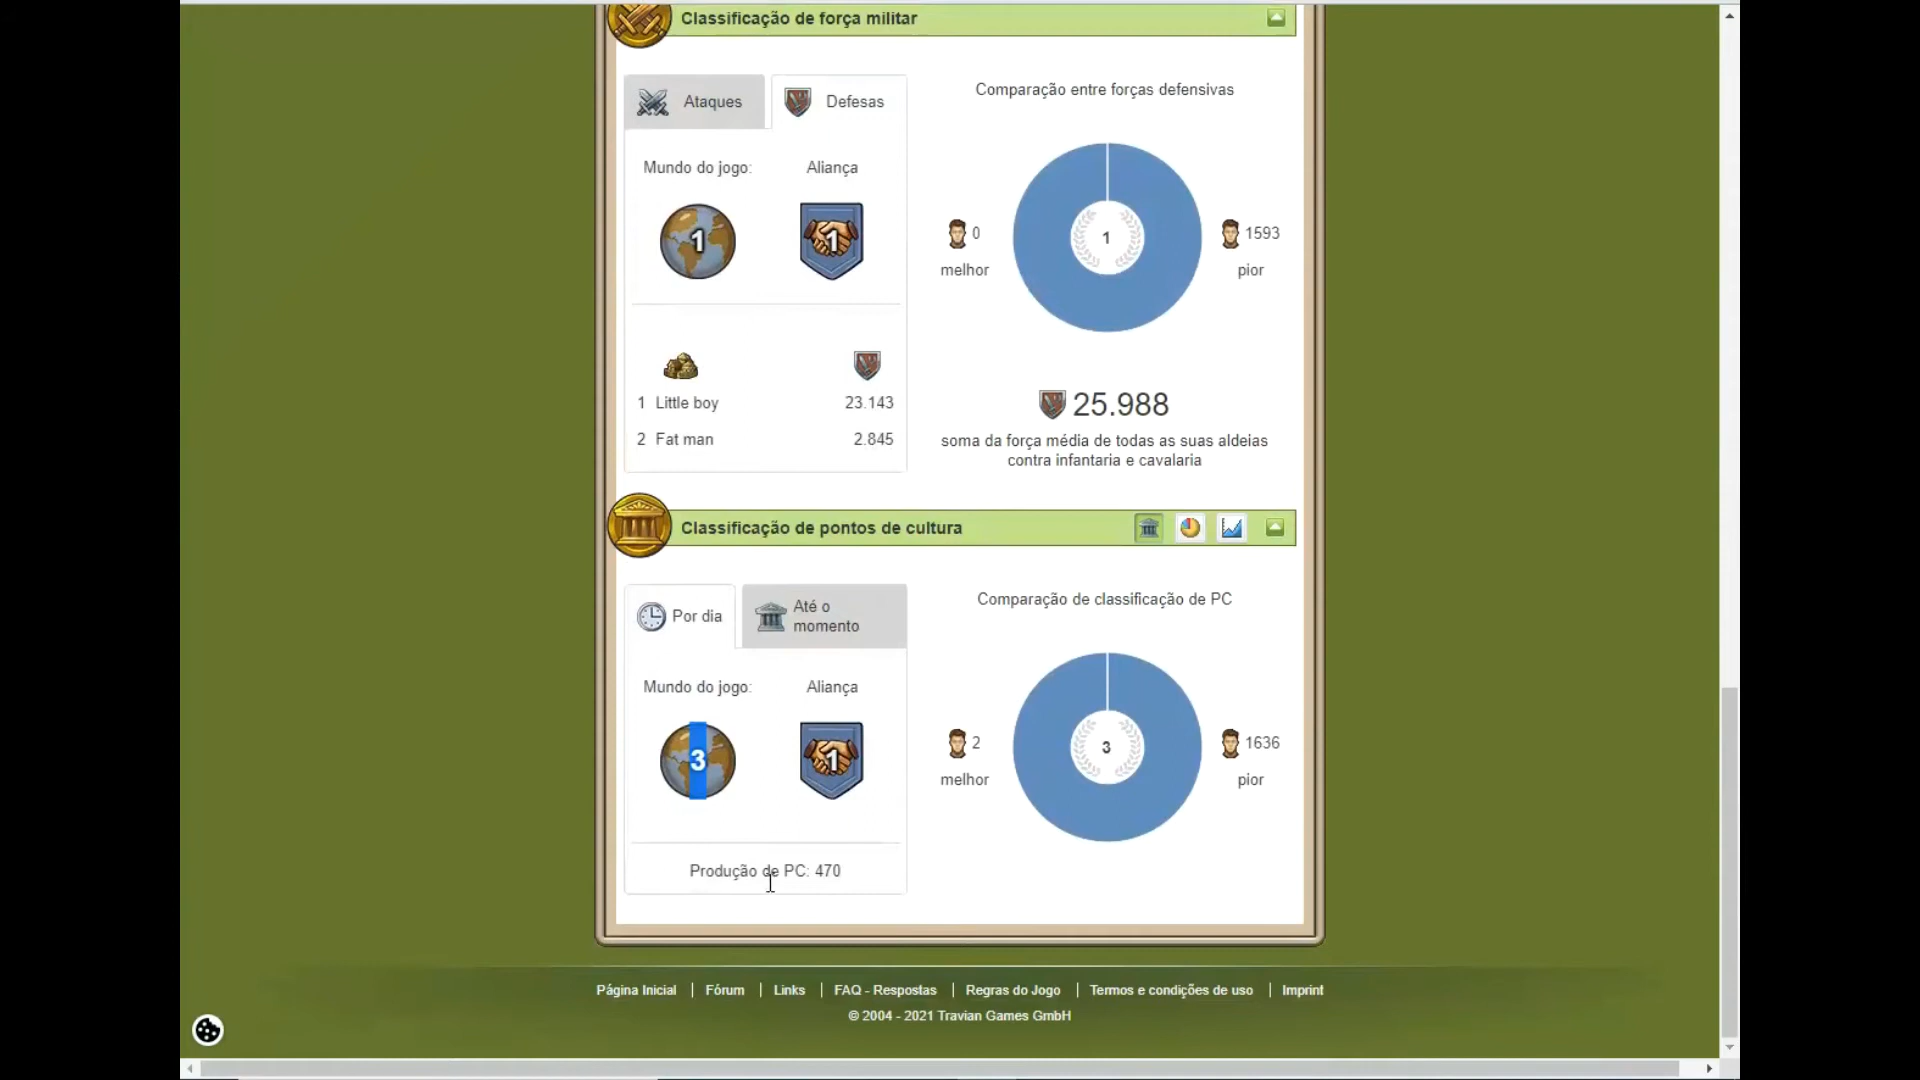 Classificação de força militar
Ataques
Defesas
Mundo do jogo:
Aliança
1
1
1 Little boy 23.143
2 Fat man 2.845
Comparação entre forças defensivas
0
melhor
1
1593
pior
25.988
soma da força média de todas as suas aldeias
contra infantaria e cavalaria
Classificação de pontos de cultura
Por dia
Até o
momento
Mundo do jogo:
Aliança
3
1
Produção de PC: 470
Comparação de classificação de PC
2
melhor
3
1636
pior
Página Inicial | Fórum | Links | FAQ - Respostas | Regras do Jogo | Termos e condições de uso | Imprint
© 2004 - 2021 Travian Games GmbH